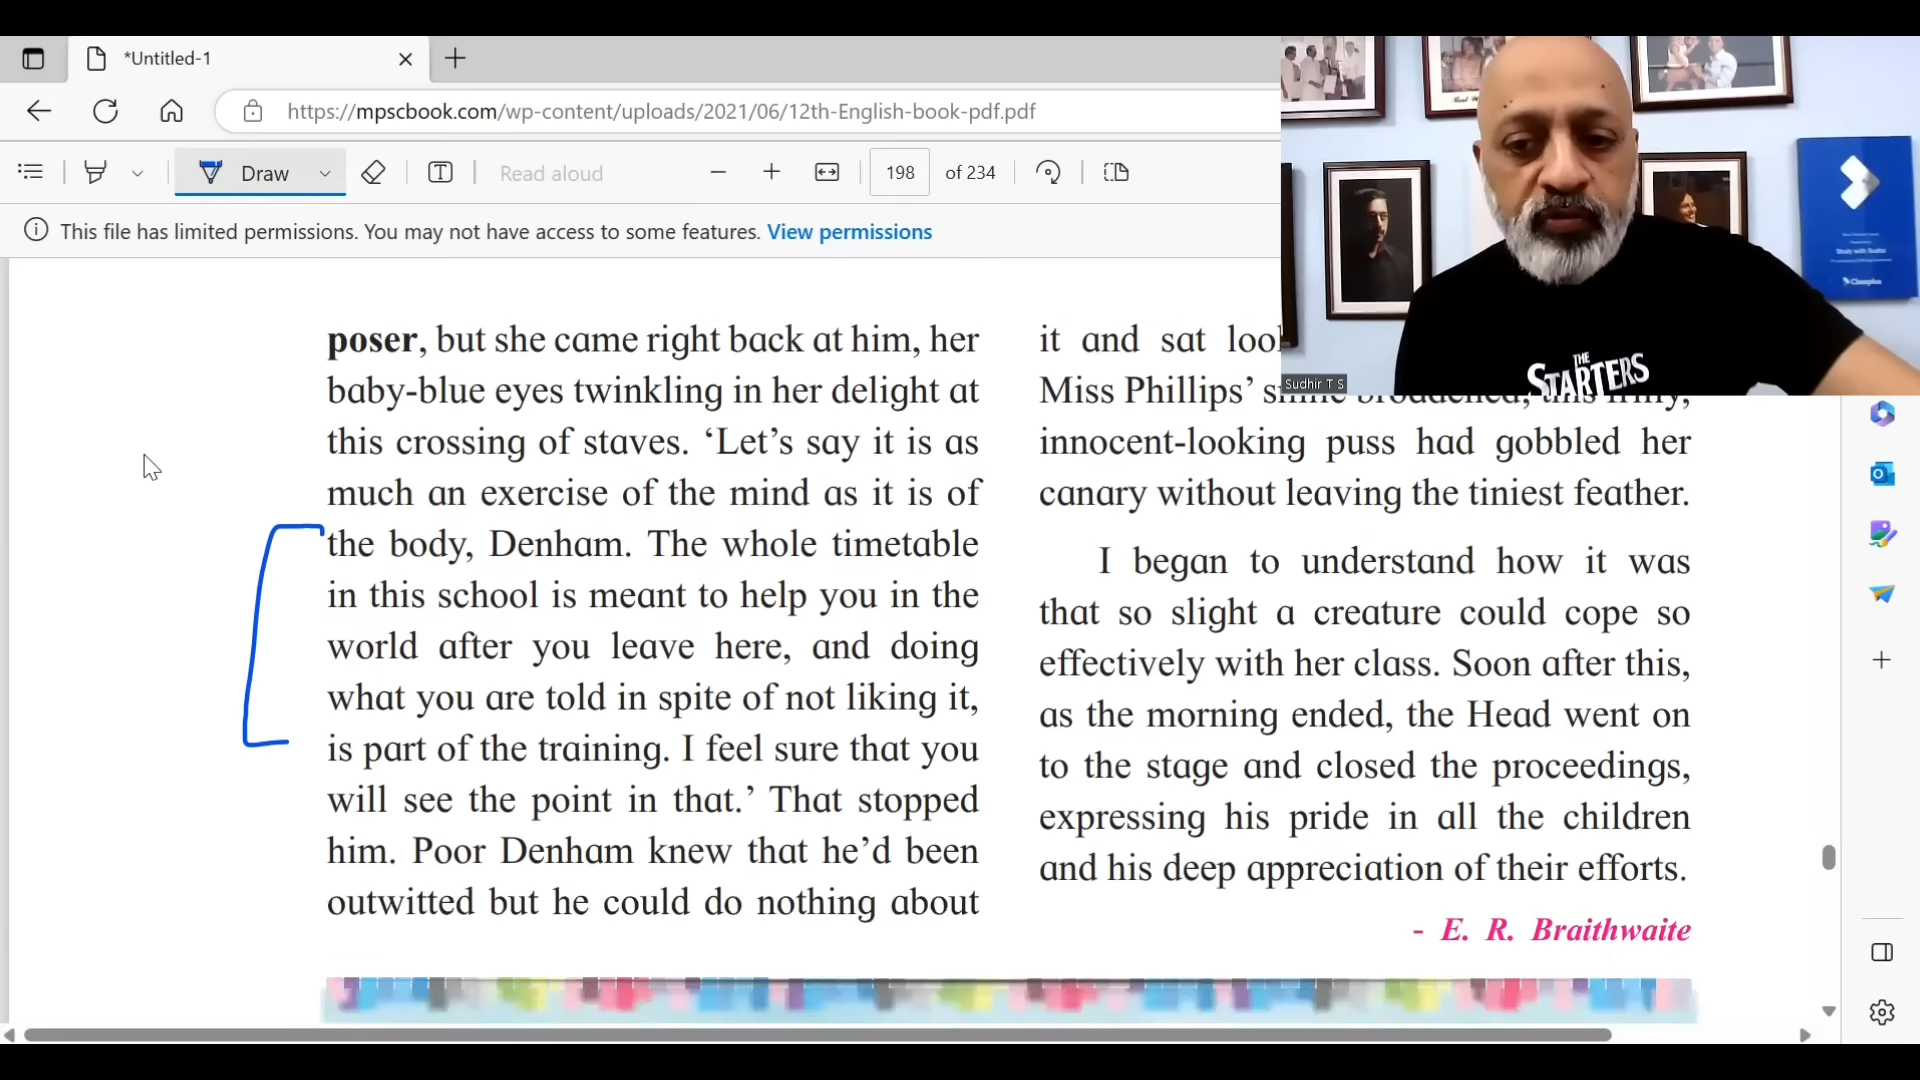 *Untitled-1
https://mpscbook.com/wp-content/uploads/2021/06/12th-English-book-pdf.pdf
Draw
Read aloud
198 of 234
This file has limited permissions. You may not have access to some features. View permissions
poser, but she came right back at him, her
baby-blue eyes twinkling in her delight at
this crossing of staves. ‘Let’s say it is as
much an exercise of the mind as it is of
the body, Denham. The whole timetable
in this school is meant to help you in the
world after you leave here, and doing
what you are told in spite of not liking it,
is part of the training. I feel sure that you
will see the point in that.’ That stopped
him. Poor Denham knew that he’d been
outwitted but he could do nothing about
it and sat
Miss Phillips’
innocent-looking puss had gobbled her
canary without leaving the tiniest feather.
I began to understand how it was
that so slight a creature could cope so
effectively with her class. Soon after this,
as the morning ended, the Head went on
to the stage and closed the proceedings,
expressing his pride in all the children
and his deep appreciation of their efforts.
- E. R. Braithwaite
THE
STARTERS
Sudhir T S